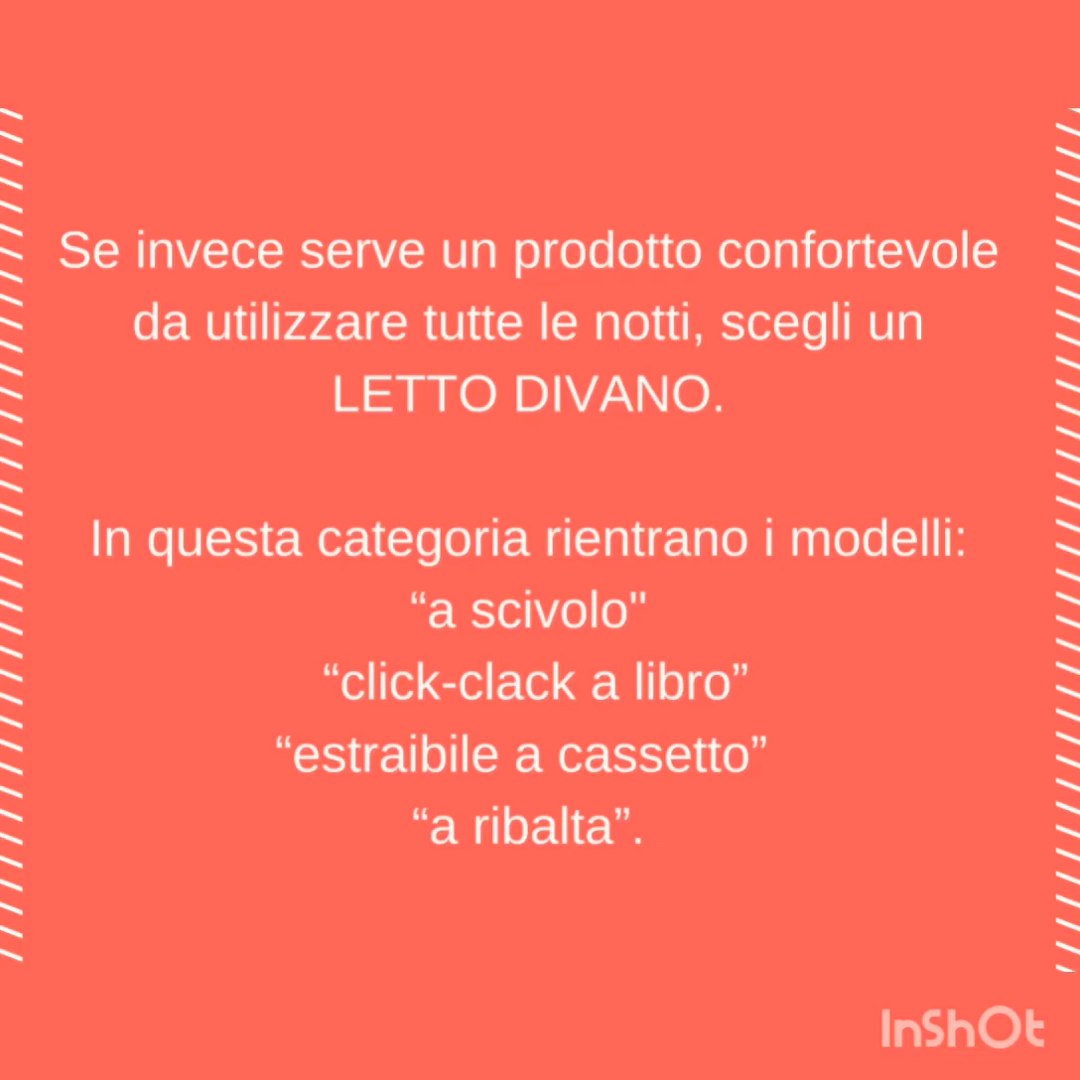 Se invece serve un prodotto confortevole
da utilizzare tutte le notti, scegli un
LETTO DIVANO.
In questa categoria rientrano i modelli:
“a scivolo"
“click-clack a libro”
“estraibile a cassetto”
“a ribalta”.
InShOt